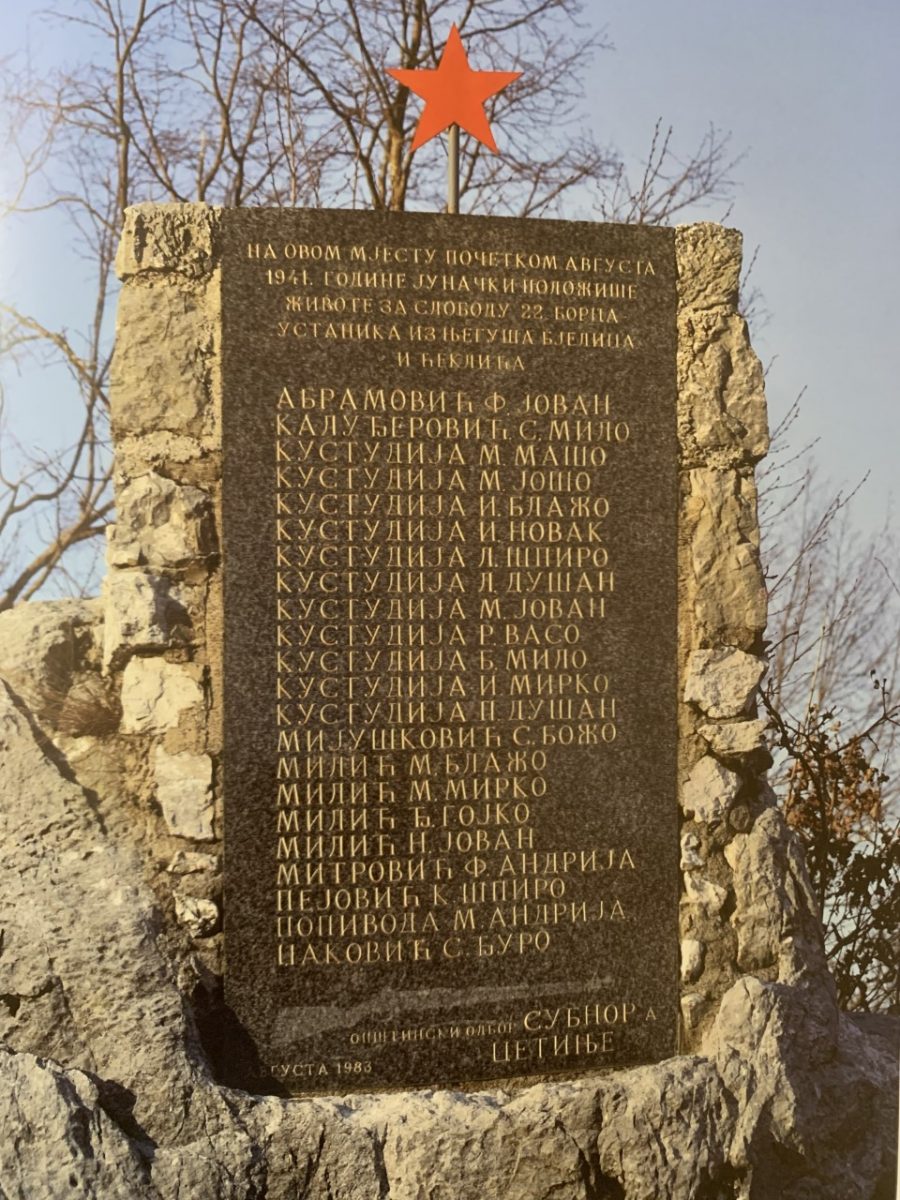 НА ОВОМ МЈЕСТУ ПОЧЕТКОМ АВГУСТА
1941. ГОДИНЕ ЈУНАЧКИ ПОЛОЖИШЕ
ЖИВОТЕ ЗА СЛОБОДУ 22. БОРЦА
УСТАНИКА ИЗ ЊЕГУША БЈЕЛИЦА
И ЋЕКЛИЋА
АБРАМОВИЋ Ф. ЈОВАН
КАЛУЂЕРОВИЋ С. МИЛО
КУСТУДИЈА М. МАШО
КУСТУДИЈА М. ЈОШО
КУСТУДИЈА И. БЛАЖО
КУСТУДИЈА И. НОВАК
КУСТУДИЈА Л. ШПИРО
КУСТУДИЈА Л. ДУШАН
КУСТУДИЈА М. ЈОВАН
КУСТУДИЈА Р. ВАСО
КУСТУДИЈА Ђ. МИЛО
КУСТУДИЈА И МИРКО
КУСТУДИЈА П. ДУШАН
МИЈУШКОВИЋ С. БОЖО
МИЛИЋ М. БЛАЖО
МИЛИЋ М. МИРКО
МИЛИЋ Ђ. ГОЈКО
МИЛИЋ Н. ЈОВАН
МИТРОВИЋ Ф. АНДРИЈА
ПЕЈОВИЋ К. ШПИРО
ПОПИВОДА М. АНДРИЈА
ЦАКОВИЋ С. ЂУРО
ОПШТИНСКИ ОДБОР СУБНОР А
ЦЕТИЊЕ
АВГУСТА 1983